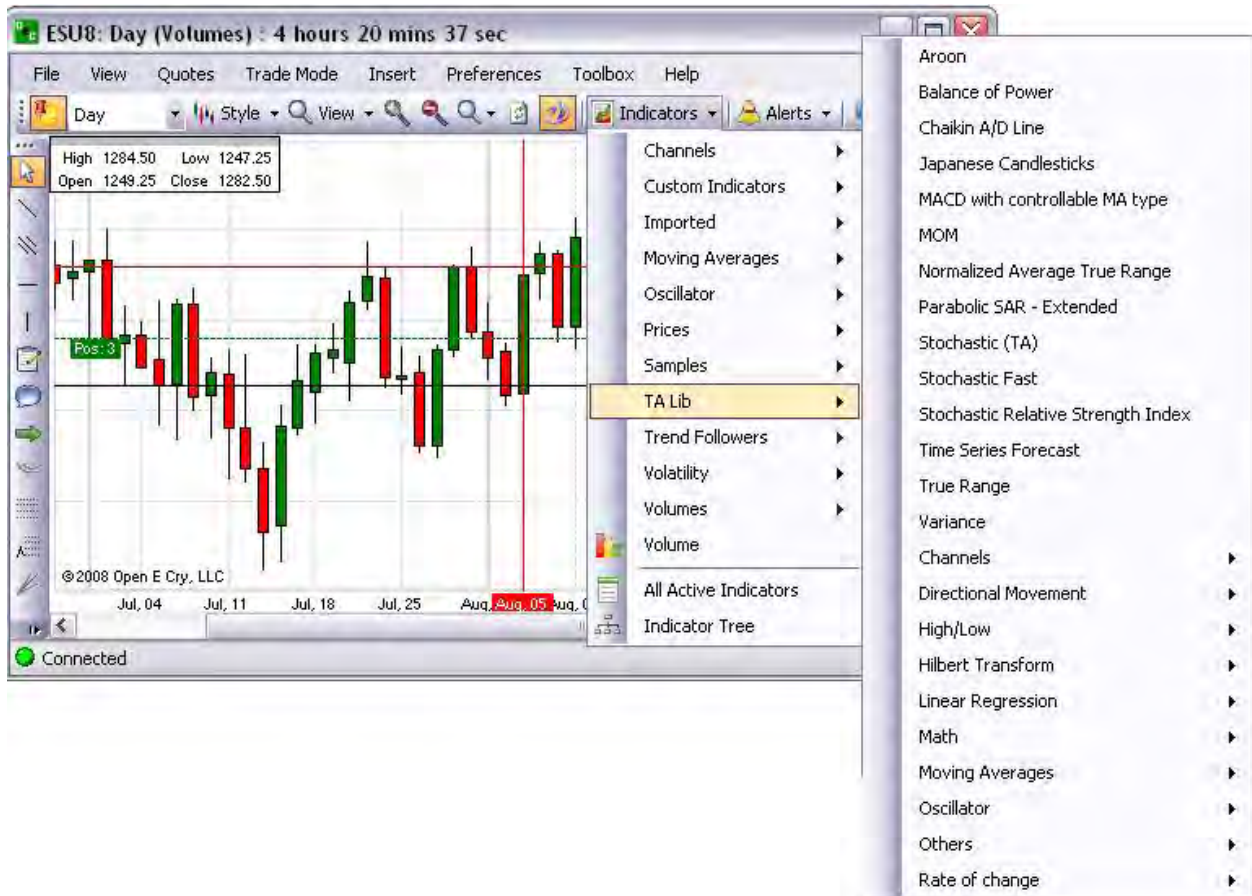 ESU8: Day (Volumes) : 4 hours 20 mins 37 sec
File View Quotes Trade Mode Insert Preferences Toolbox Help
Day Style View Indicators Alerts
High 1284.50 Low 1247.25
Open 1249.25 Close 1282.50
Pos: 3
©2008 Open E Cry, LLC
Jul, 04 Jul, 11 Jul, 18 Jul, 25 Aug, Aug, 05 Aug,
Connected
Channels
Custom Indicators
Imported
Moving Averages
Oscillator
Prices
Samples
TA Lib
Trend Followers
Volatility
Volumes
Volume
All Active Indicators
Indicator Tree
Aroon
Balance of Power
Chaikin A/D Line
Japanese Candlesticks
MACD with controllable MA type
MOM
Normalized Average True Range
Parabolic SAR - Extended
Stochastic (TA)
Stochastic Fast
Stochastic Relative Strength Index
Time Series Forecast
True Range
Variance
Channels
Directional Movement
High/Low
Hilbert Transform
Linear Regression
Math
Moving Averages
Oscillator
Others
Rate of change